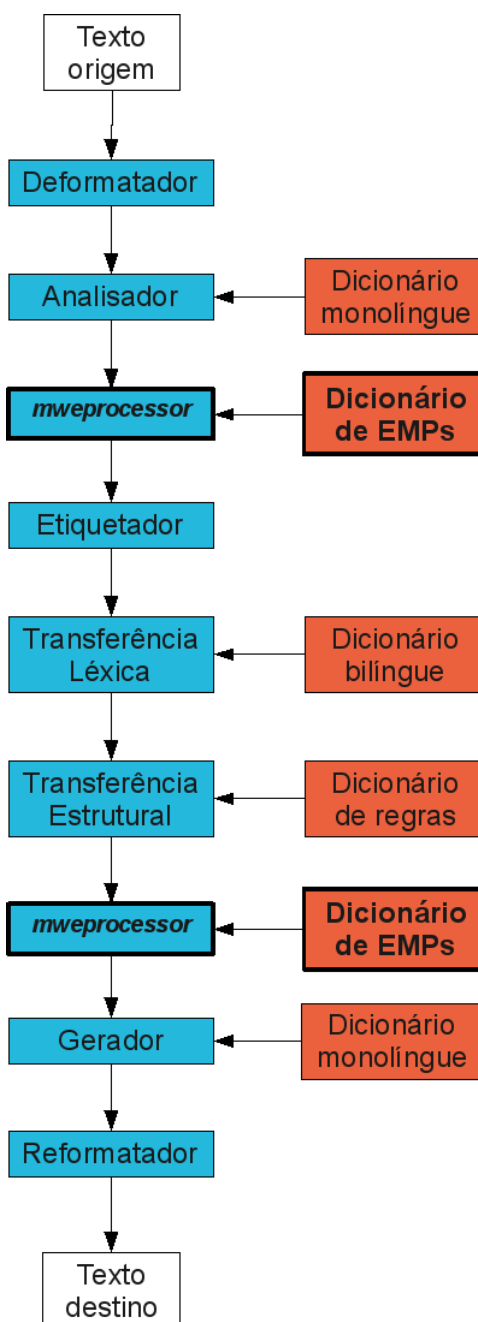 Texto
origem
Deformatador
Analisador
Dicionário
monolíngue
mweprocessor
Dicionário
de EMPs
Etiquetador
Transferência
Léxica
Dicionário
bilíngue
Transferência
Estrutural
Dicionário
de regras
mweprocessor
Dicionário
de EMPs
Gerador
Dicionário
monolíngue
Reformatador
Texto
destino